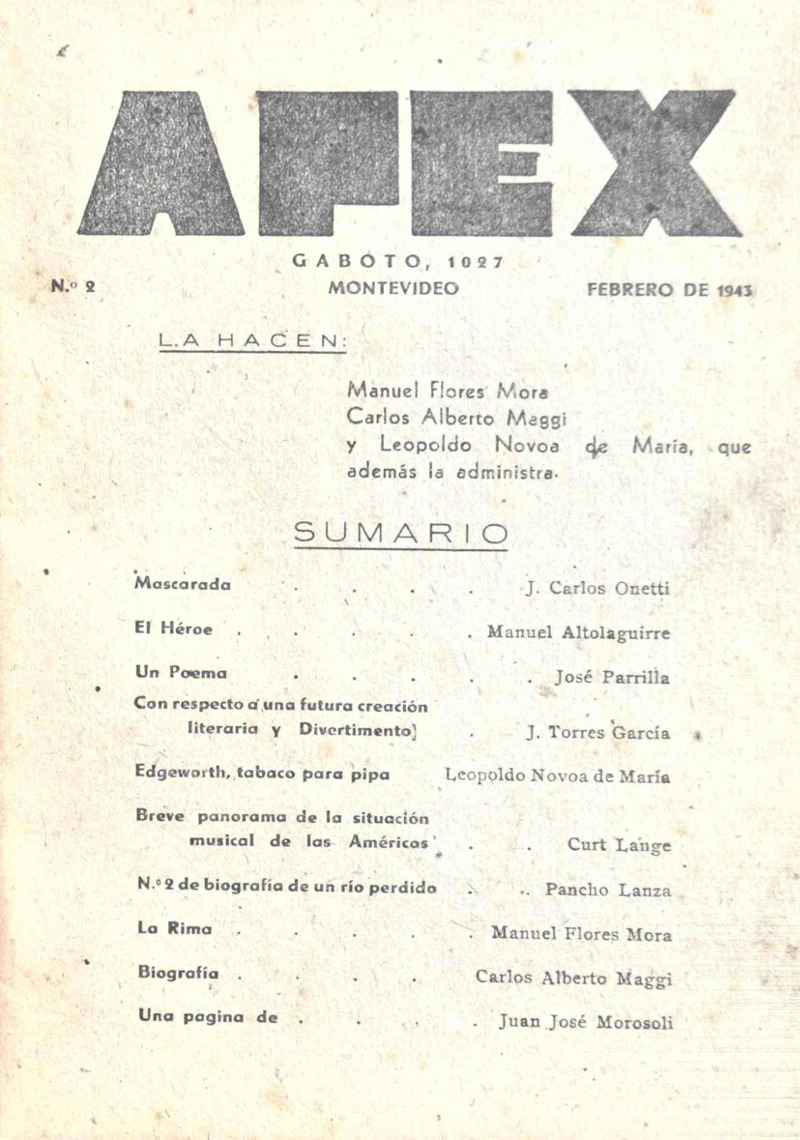 APEX
GABOTO, 1027
N.º 2 MONTEVIDEO FEBRERO DE 1943
LA HACEN:
Manuel Flores Mora
Carlos Alberto Maggi
y Leopoldo Novoa de María, que
además la administra.
SUMARIO
Mascarada . . . . J. Carlos Onetti
El Héroe . . . . . Manuel Altolaguirre
Un Poema . . . . . José Parrilla
Con respecto a una futura creación
literaria y Divertimento] . J. Torres García
Edgeworth, tabaco para pipa Leopoldo Novoa de María
Breve panorama de la situación
musical de las Américas . . Curt Lange
N.º 2 de biografía de un río perdido . .. Pancho Lanza
La Rima . . . . . Manuel Flores Mora
Biografía . . . . Carlos Alberto Maggi
Una pagina de . . . . Juan José Morosoli